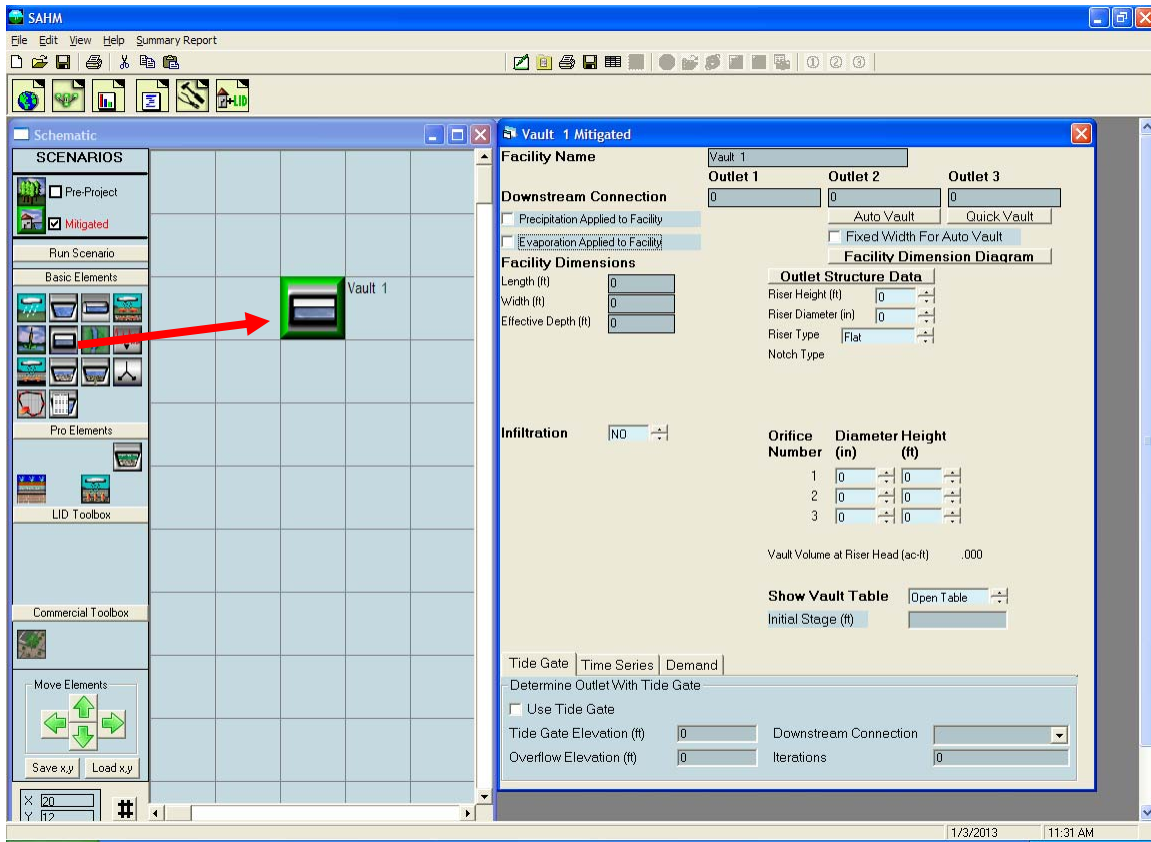 SAHM
File Edit View Help Summary Report
Schematic
SCENARIOS
Pre-Project
Mitigated
Run Scenario
Basic Elements
Pro Elements
LID Toolbox
Commercial Toolbox
Move Elements
Save x,y Load x,y
X 20
Y 12
#
+LID
Vault 1
Vault 1 Mitigated
Facility Name Vault 1
Outlet 1 Outlet 2 Outlet 3
Downstream Connection 0 0 0
Precipitation Applied to Facility Auto Vault Quick Vault
Evaporation Applied to Facility Fixed Width For Auto Vault
Facility Dimension Diagram
Facility Dimensions
Length (ft) 0
Width (ft) 0
Effective Depth (ft) 0
Outlet Structure Data
Riser Height (ft) 0
Riser Diameter (in) 0
Riser Type Flat
Notch Type
Infiltration NO
Orifice Diameter Height
Number (in) (ft)
1 0 0
2 0 0
3 0 0
Vault Volume at Riser Head (ac-ft) .000
Show Vault Table Open Table
Initial Stage (ft)
Tide Gate Time Series Demand
Determine Outlet With Tide Gate
Use Tide Gate
Tide Gate Elevation (ft) 0 Downstream Connection
Overflow Elevation (ft) 0 Iterations 0
1/3/2013 11:31 AM